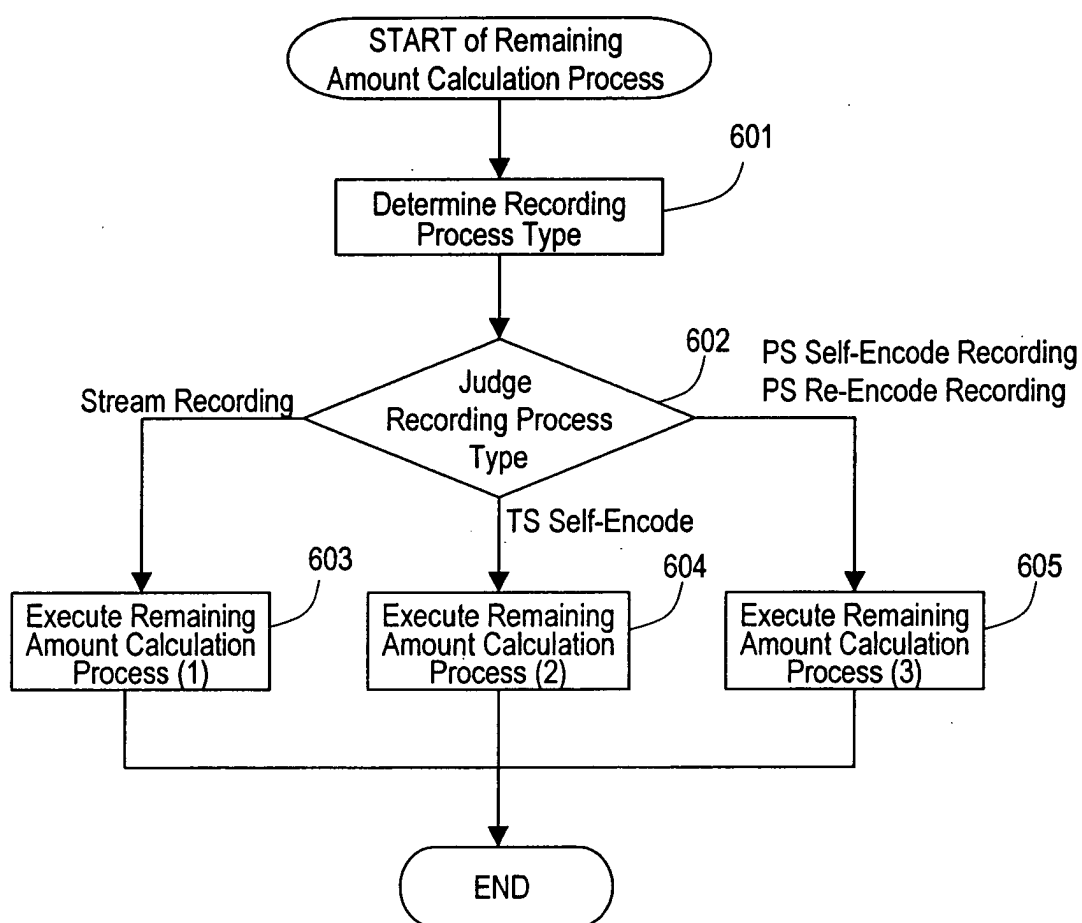 START of Remaining
Amount Calculation Process
601
Determine Recording
Process Type
602
PS Self-Encode Recording
PS Re-Encode Recording
Judge
Recording Process
Type
Stream Recording
TS Self-Encode
603
604
605
Execute Remaining
Amount Calculation
Process (1)
Execute Remaining
Amount Calculation
Process (2)
Execute Remaining
Amount Calculation
Process (3)
END